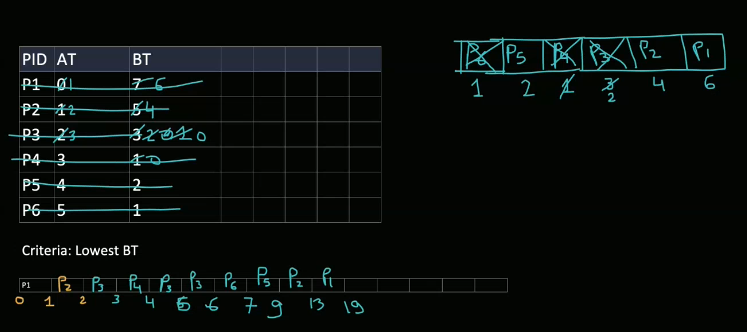 P6 P5 P4 P3 P2 P1
1 2 1 3 4 6
2
PID AT BT
P1 0 1 7 6
P2 1 2 5 4
P3 2 3 3 2 0 1 0
P4 3 1 0
P5 4 2
P6 5 1
Criteria: Lowest BT
P1 P2 P3 P4 P3 P3 P6 P5 P2 P1
0 1 2 3 4 5 6 7 9 13 19